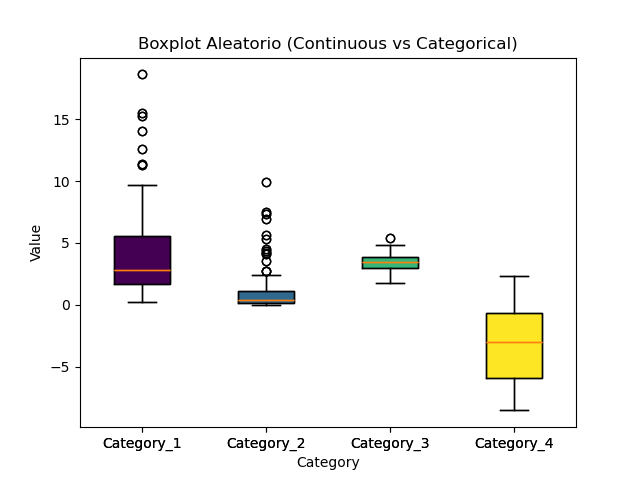 Boxplot Aleatorio (Continuous vs Categorical)
Value
15
10
5
0
−5
Category_1 Category_2 Category_3 Category_4
Category